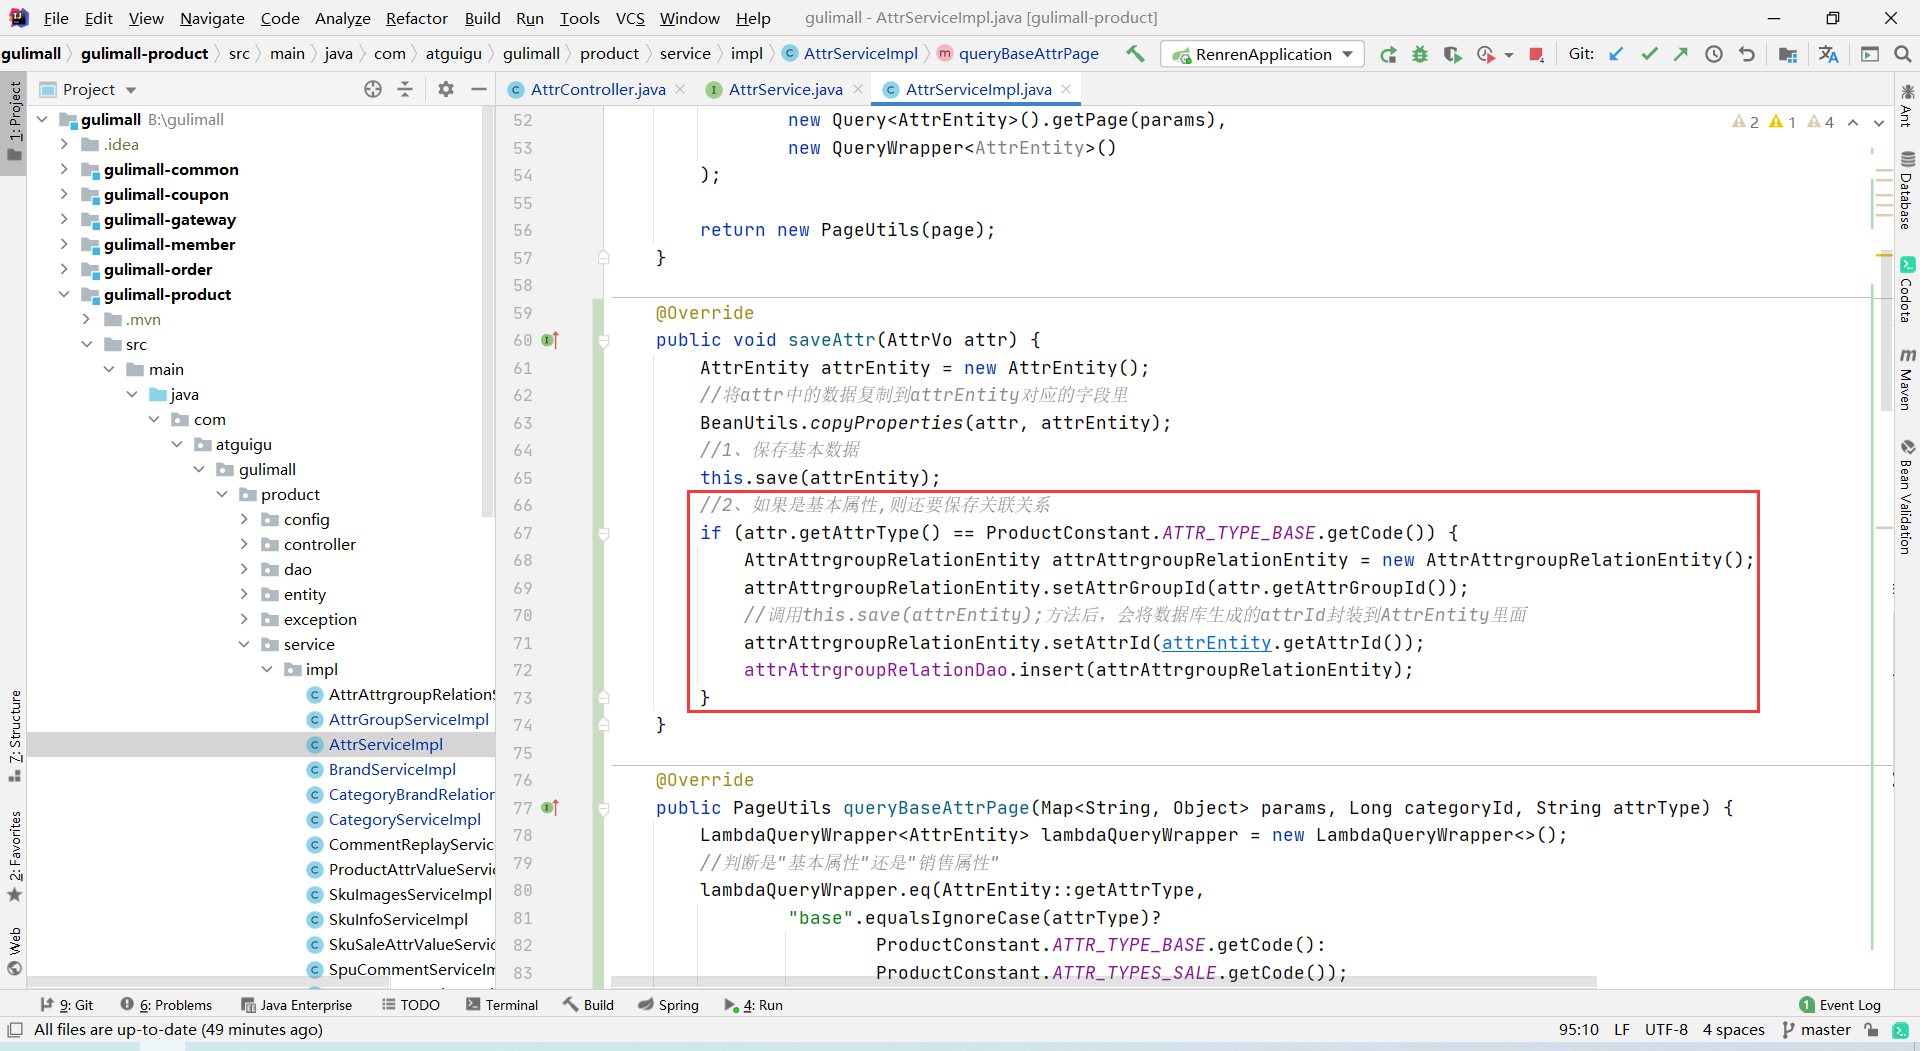 File Edit View Navigate Code Analyze Refactor Build Run Tools VCS Window Help gulimall - AttrServiceImpl.java [gulimall-product]
gulimall gulimall-product src main java com atguigu gulimall product service impl AttrServiceImpl queryBaseAttrPage RenrenApplication Git:
Project
AttrController.java AttrService.java AttrServiceImpl.java
1: Project
7: Structure
2: Favorites
Web
gulimall B:\gulimall
.idea
gulimall-common
gulimall-coupon
gulimall-gateway
gulimall-member
gulimall-order
gulimall-product
.mvn
src
main
java
com
atguigu
gulimall
product
config
controller
dao
entity
exception
service
impl
AttrAttrgroupRelationS
AttrGroupServiceImpl
AttrServiceImpl
BrandServiceImpl
CategoryBrandRelation
CategoryServiceImpl
CommentReplayServic
ProductAttrValueServi
SkuImagesServiceImpl
SkuInfoServiceImpl
SkuSaleAttrValueServic
SpuCommentServiceIm
2 1 4
52 new Query<AttrEntity>().getPage(params),
53 new QueryWrapper<AttrEntity>()
54 );
55
56 return new PageUtils(page);
57 }
58
59 @Override
60 public void saveAttr(AttrVo attr) {
61 AttrEntity attrEntity = new AttrEntity();
62 //将attr中的数据复制到attrEntity对应的字段里
63 BeanUtils.copyProperties(attr, attrEntity);
64 //1、保存基本数据
65 this.save(attrEntity);
66 //2、如果是基本属性,则还要保存关联关系
67 if (attr.getAttrType() == ProductConstant.ATTR_TYPE_BASE.getCode()) {
68 AttrAttrgroupRelationEntity attrAttrgroupRelationEntity = new AttrAttrgroupRelationEntity();
69 attrAttrgroupRelationEntity.setAttrGroupId(attr.getAttrGroupId());
70 //调用this.save(attrEntity);方法后，会将数据库生成的attrId封装到AttrEntity里面
71 attrAttrgroupRelationEntity.setAttrId(attrEntity.getAttrId());
72 attrAttrgroupRelationDao.insert(attrAttrgroupRelationEntity);
73 }
74 }
75
76 @Override
77 public PageUtils queryBaseAttrPage(Map<String, Object> params, Long categoryId, String attrType) {
78 LambdaQueryWrapper<AttrEntity> lambdaQueryWrapper = new LambdaQueryWrapper<>();
79 //判断是"基本属性"还是"销售属性"
80 lambdaQueryWrapper.eq(AttrEntity::getAttrType,
81 "base".equalsIgnoreCase(attrType)?
82 ProductConstant.ATTR_TYPE_BASE.getCode():
83 ProductConstant.ATTR_TYPES_SALE.getCode());
Ant
Database
Codota
Maven
Bean Validation
9: Git 6: Problems Java Enterprise TODO Terminal Build Spring 4: Run 1 Event Log
All files are up-to-date (49 minutes ago) 95:10 LF UTF-8 4 spaces master